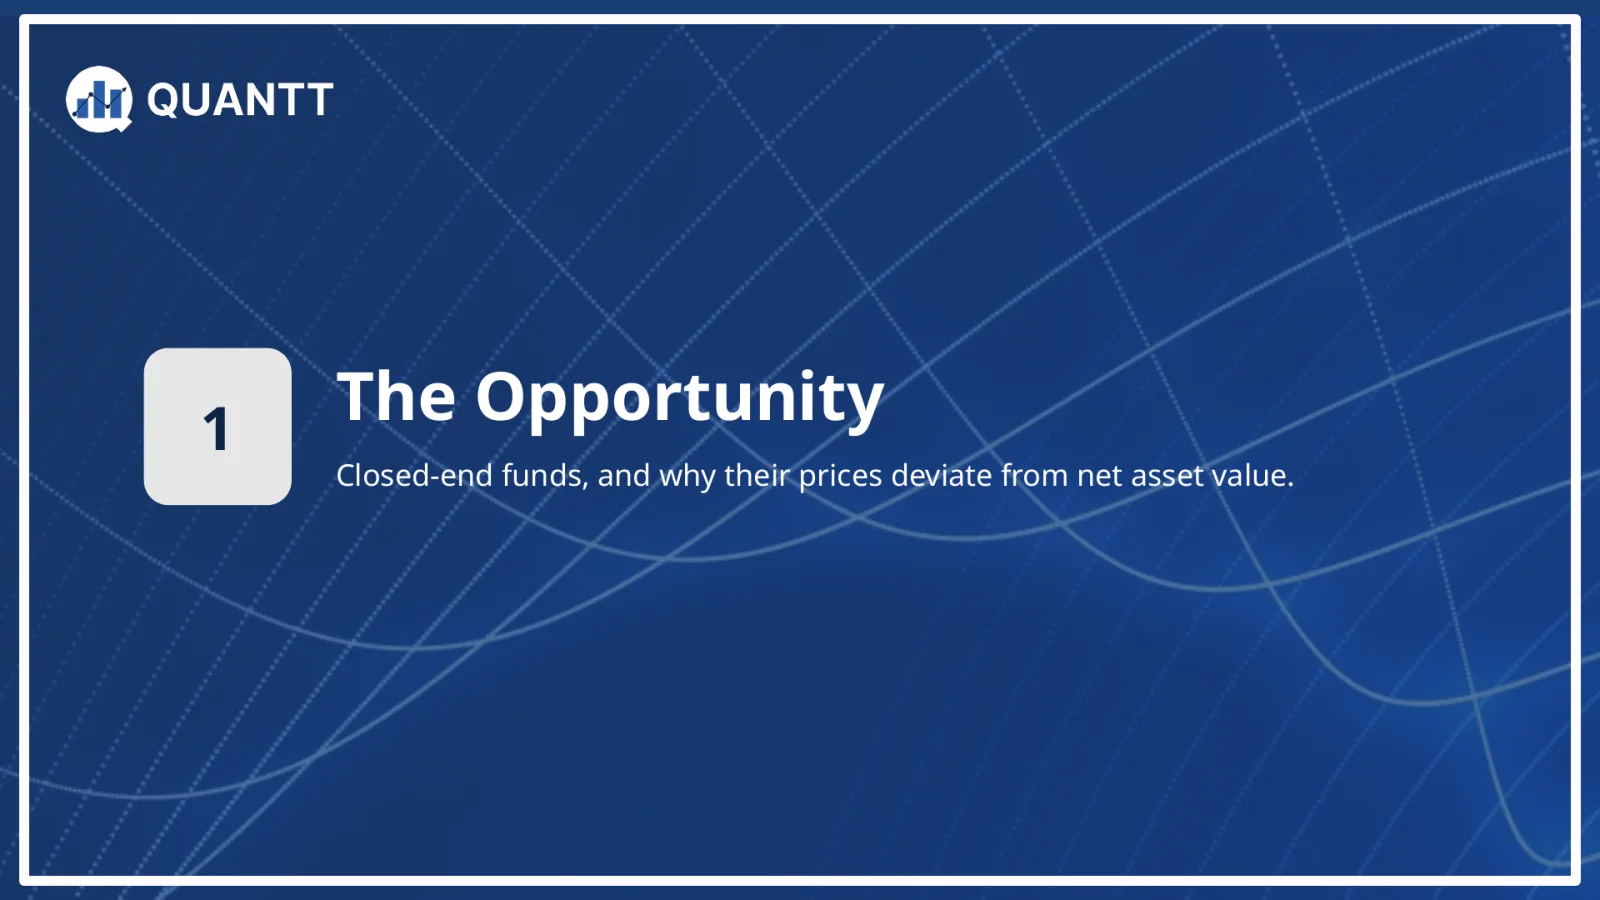 QUANTT
1
The Opportunity
Closed-end funds, and why their prices deviate from net asset value.